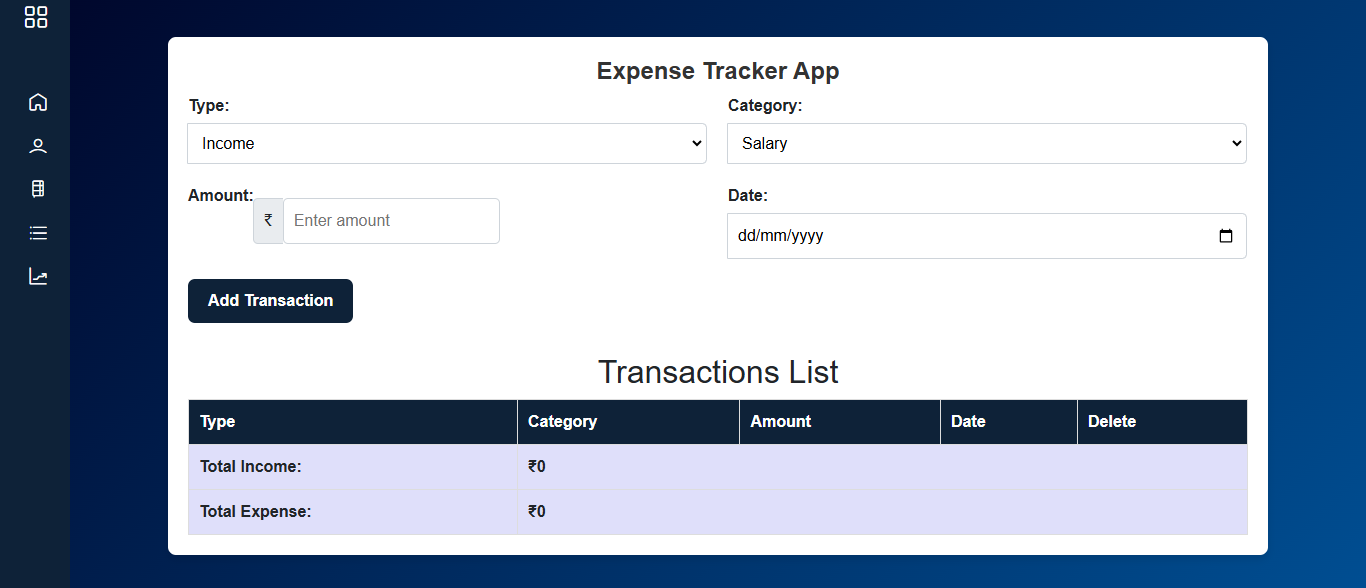 Expense Tracker App
Type: Category:
Income Salary
Amount: ₹ Enter amount Date:
dd/mm/yyyy
Add Transaction
Transactions List
Type Category Amount Date Delete
Total Income: ₹0
Total Expense: ₹0